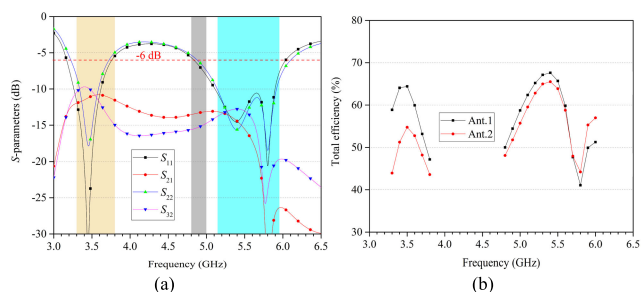 0
-5
-10
-15
-20
-25
-30
S-parameters (dB)
-6 dB
S11
S21
S22
S32
3.0 3.5 4.0 4.5 5.0 5.5 6.0 6.5
Frequency (GHz)
(a)
80
70
60
50
40
Total efficiency (%)
Ant.1
Ant.2
3.0 3.5 4.0 4.5 5.0 5.5 6.0 6.5
Frequency (GHz)
(b)